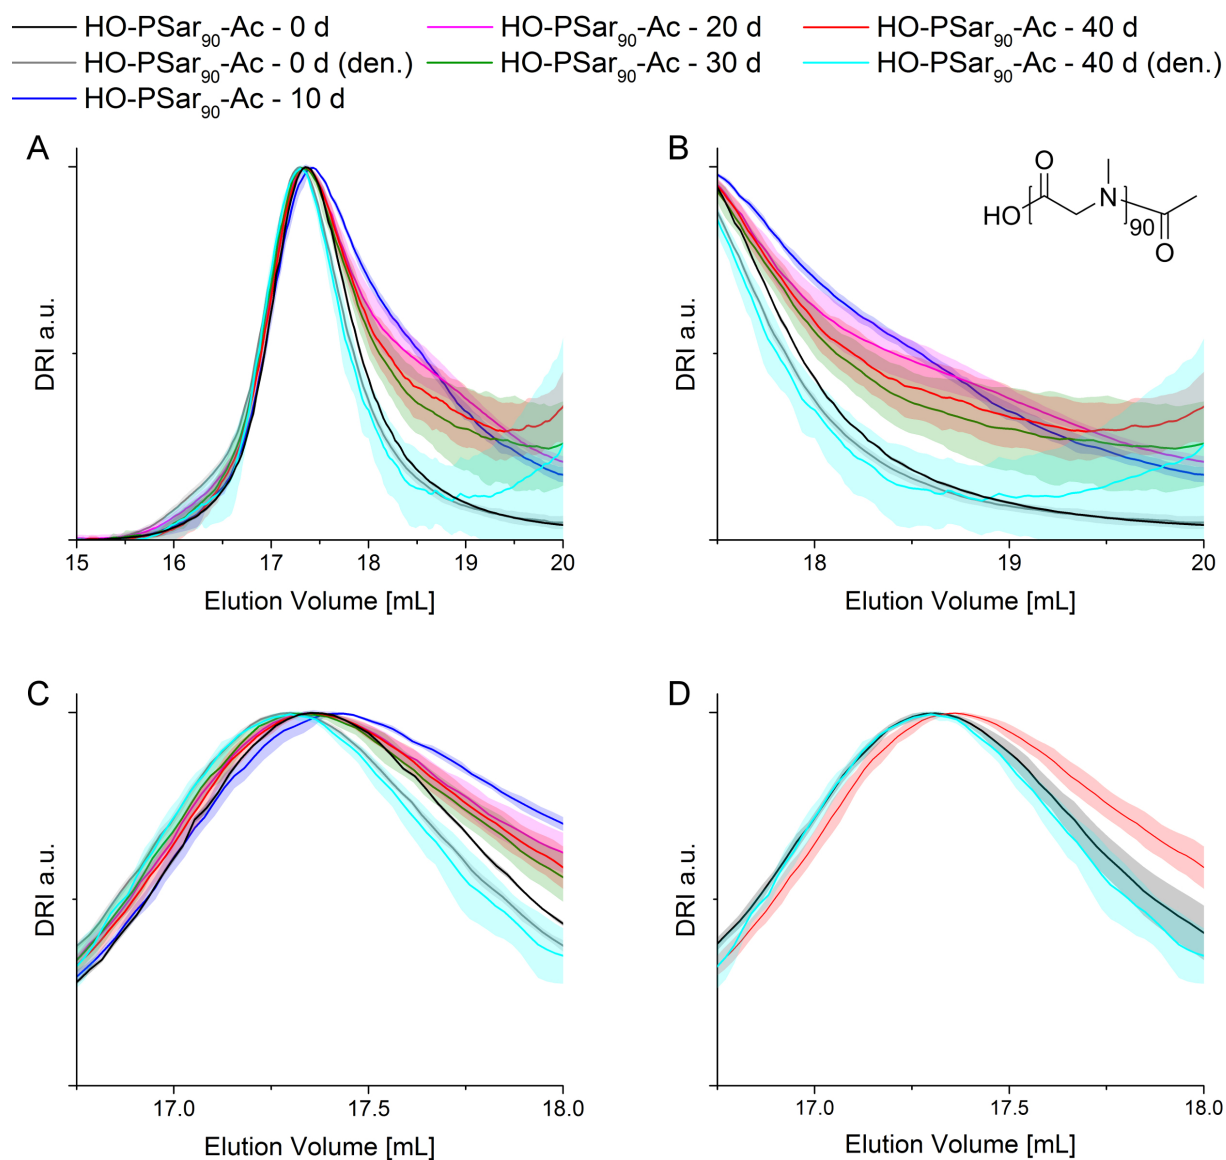 HO-PSar90-Ac - 0 d
HO-PSar90-Ac - 20 d
HO-PSar90-Ac - 40 d
HO-PSar90-Ac - 0 d (den.)
HO-PSar90-Ac - 30 d
HO-PSar90-Ac - 40 d (den.)
HO-PSar90-Ac - 10 d
A
DRI a.u.
15 16 17 18 19 20
Elution Volume [mL]
B
O
HO
N
90
O
DRI a.u.
18 19 20
Elution Volume [mL]
C
DRI a.u.
17.0 17.5 18.0
Elution Volume [mL]
D
DRI a.u.
17.0 17.5 18.0
Elution Volume [mL]